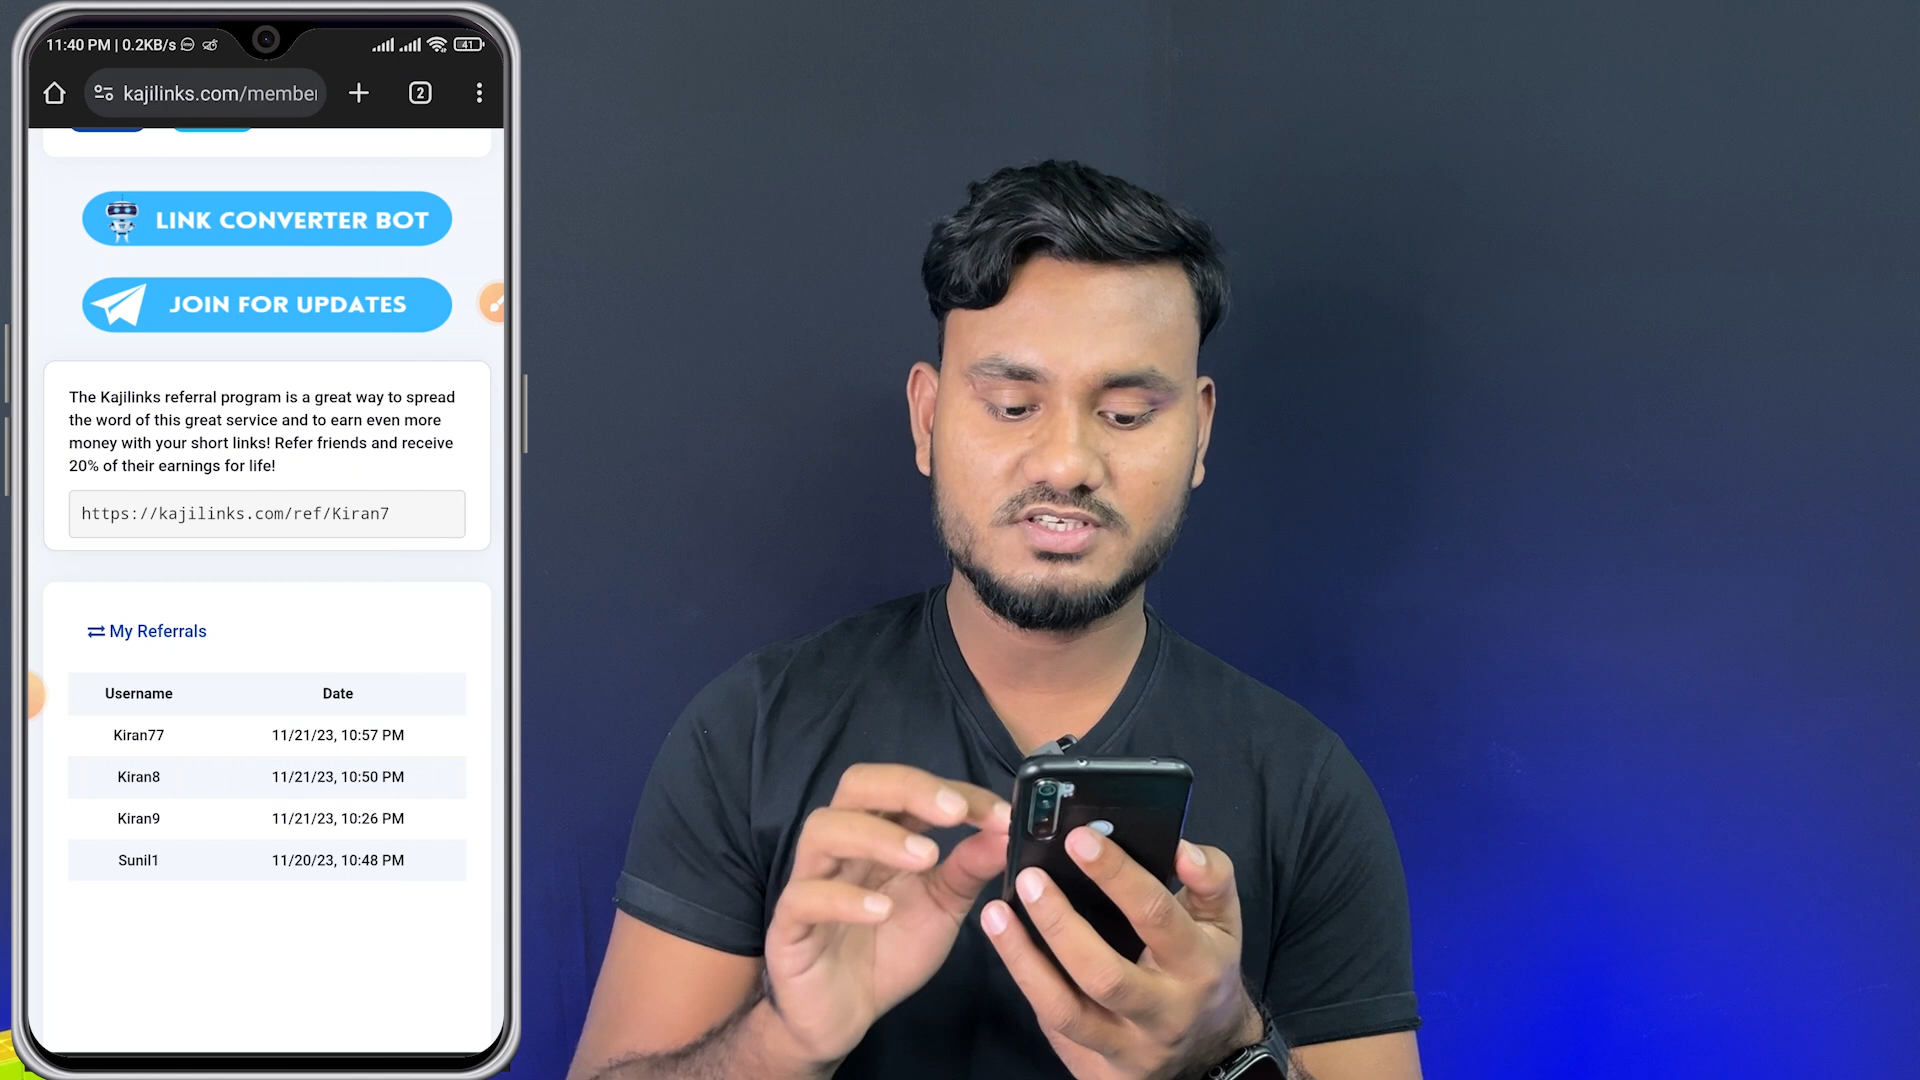 11:40 PM | 0.2KB/s
41
kajilinks.com/member
2
LINK CONVERTER BOT
JOIN FOR UPDATES
The Kajilinks referral program is a great way to spread
the word of this great service and to earn even more
money with your short links! Refer friends and receive
20% of their earnings for life!
https://kajilinks.com/ref/Kiran7
My Referrals
Username Date
Kiran77 11/21/23, 10:57 PM
Kiran8 11/21/23, 10:50 PM
Kiran9 11/21/23, 10:26 PM
Sunil1 11/20/23, 10:48 PM